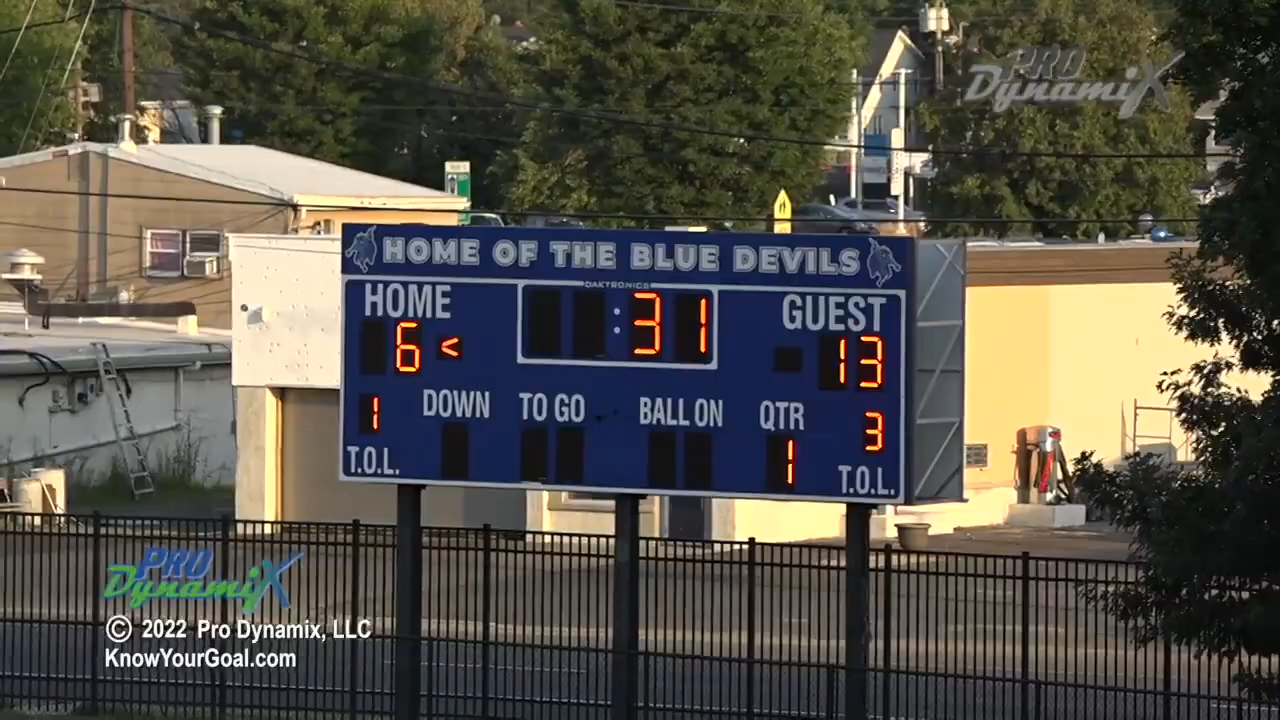 PRO
DynamiX
HOME OF THE BLUE DEVILS
DAKTRONICS
HOME :31 GUEST
6 < 13
DOWN TO GO BALL ON QTR
1 1 3
T.O.L. T.O.L.
PRO
DynamiX
© 2022 Pro Dynamix, LLC
KnowYourGoal.com